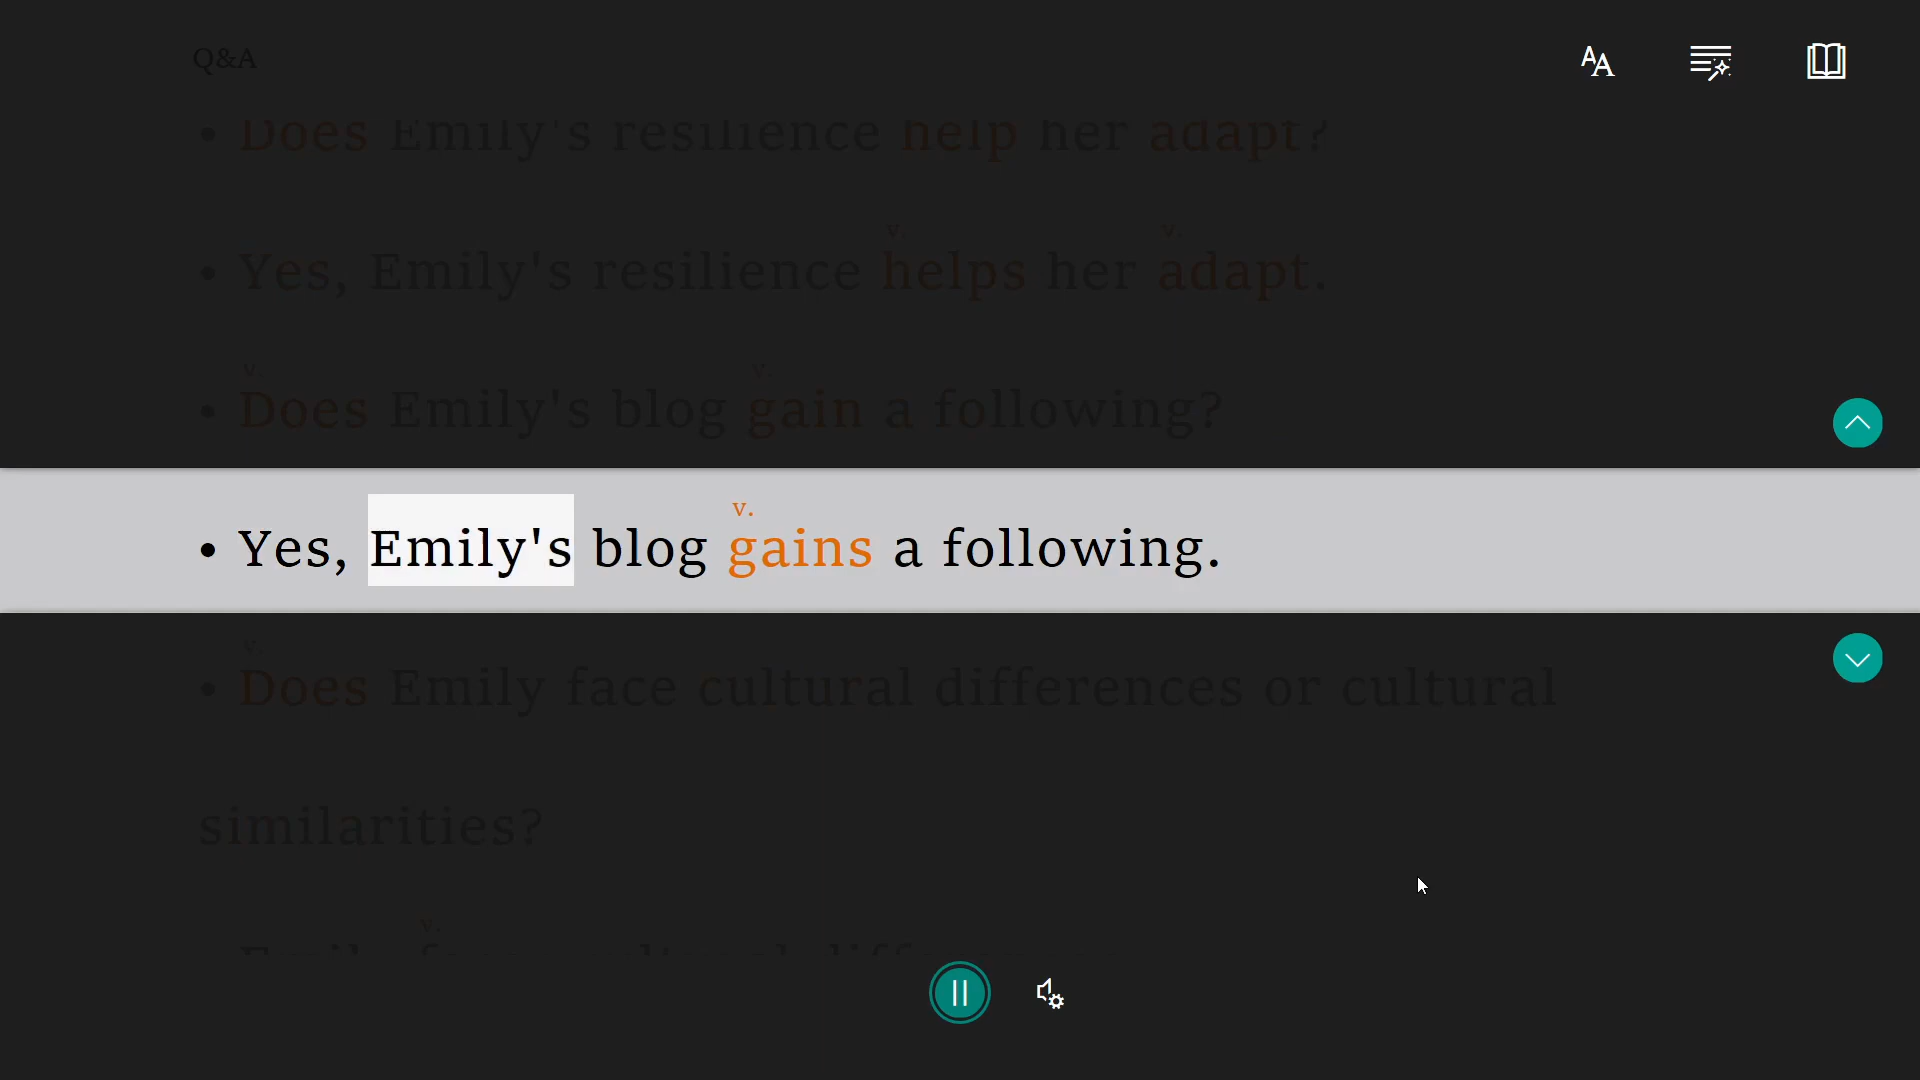 Q&A
• Does Emily's resilience help her adapt?
v. v.
• Yes, Emily's resilience helps her adapt.
v. v.
• Does Emily's blog gain a following?
v.
• Yes, Emily's blog gains a following.
v.
• Does Emily face cultural differences or cultural
similarities?
v.